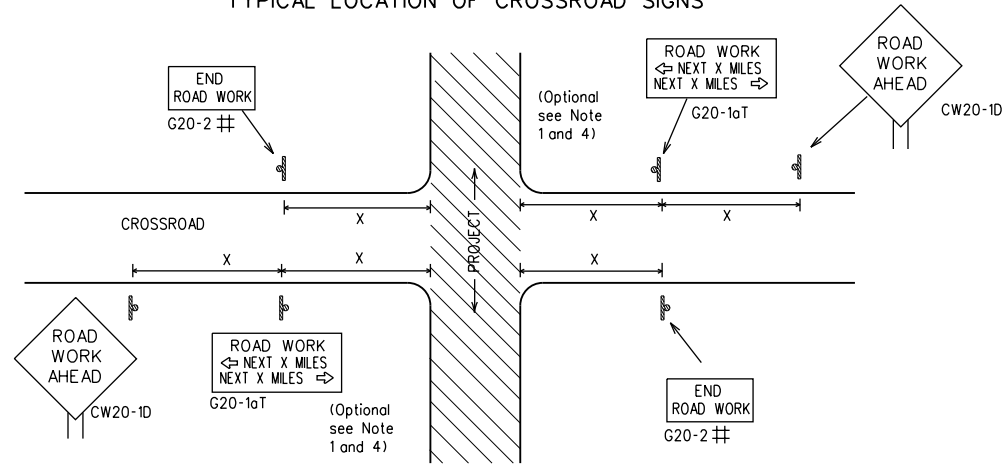 TYPICAL LOCATION OF CROSSROAD SIGNS
END
ROAD WORK
G20-2 #
(Optional
see Note
1 and 4)
ROAD WORK
⇦ NEXT X MILES
NEXT X MILES ⇨
G20-1aT
ROAD
WORK
AHEAD
CW20-1D
X
X
X
CROSSROAD
PROJECT
X
X
X
ROAD
WORK
AHEAD
CW20-1D
ROAD WORK
⇦ NEXT X MILES
NEXT X MILES ⇨
G20-1aT
(Optional
see Note
1 and 4)
END
ROAD WORK
G20-2 #